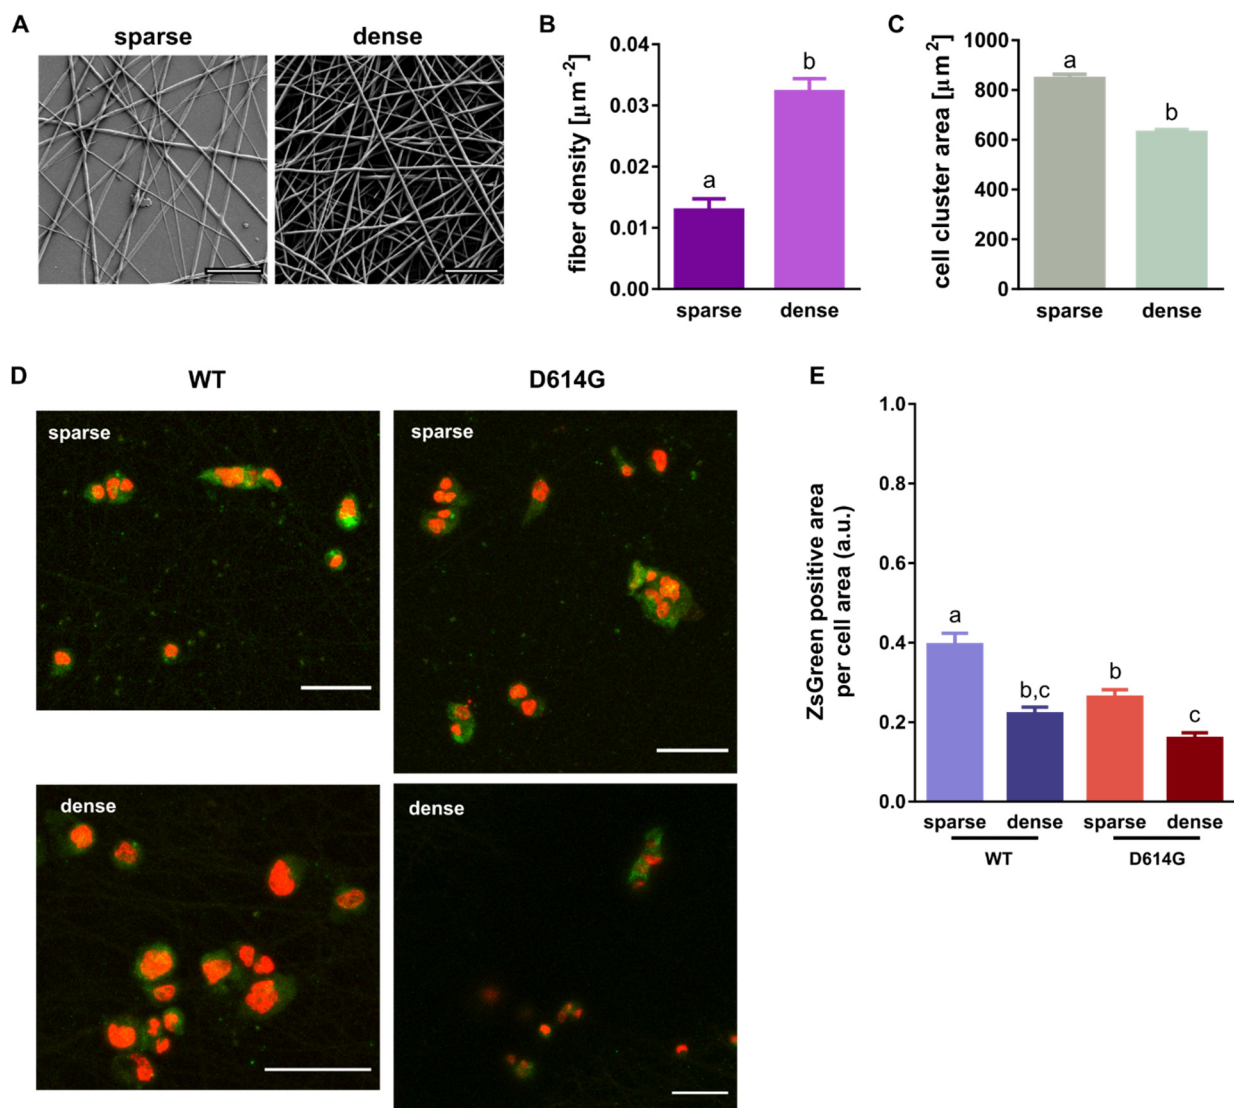 A
sparse
dense
B
fiber density [μm⁻²]
0.04
0.03
0.02
0.01
0.00
a
b
sparse
dense
C
cell cluster area [μm²]
1000
800
600
400
200
0
a
b
sparse
dense
D
WT
D614G
sparse
sparse
dense
dense
E
ZsGreen positive area
per cell area (a.u.)
1.0
0.8
0.6
0.4
0.2
0.0
a
b,c
b
c
sparse
dense
sparse
dense
WT
D614G